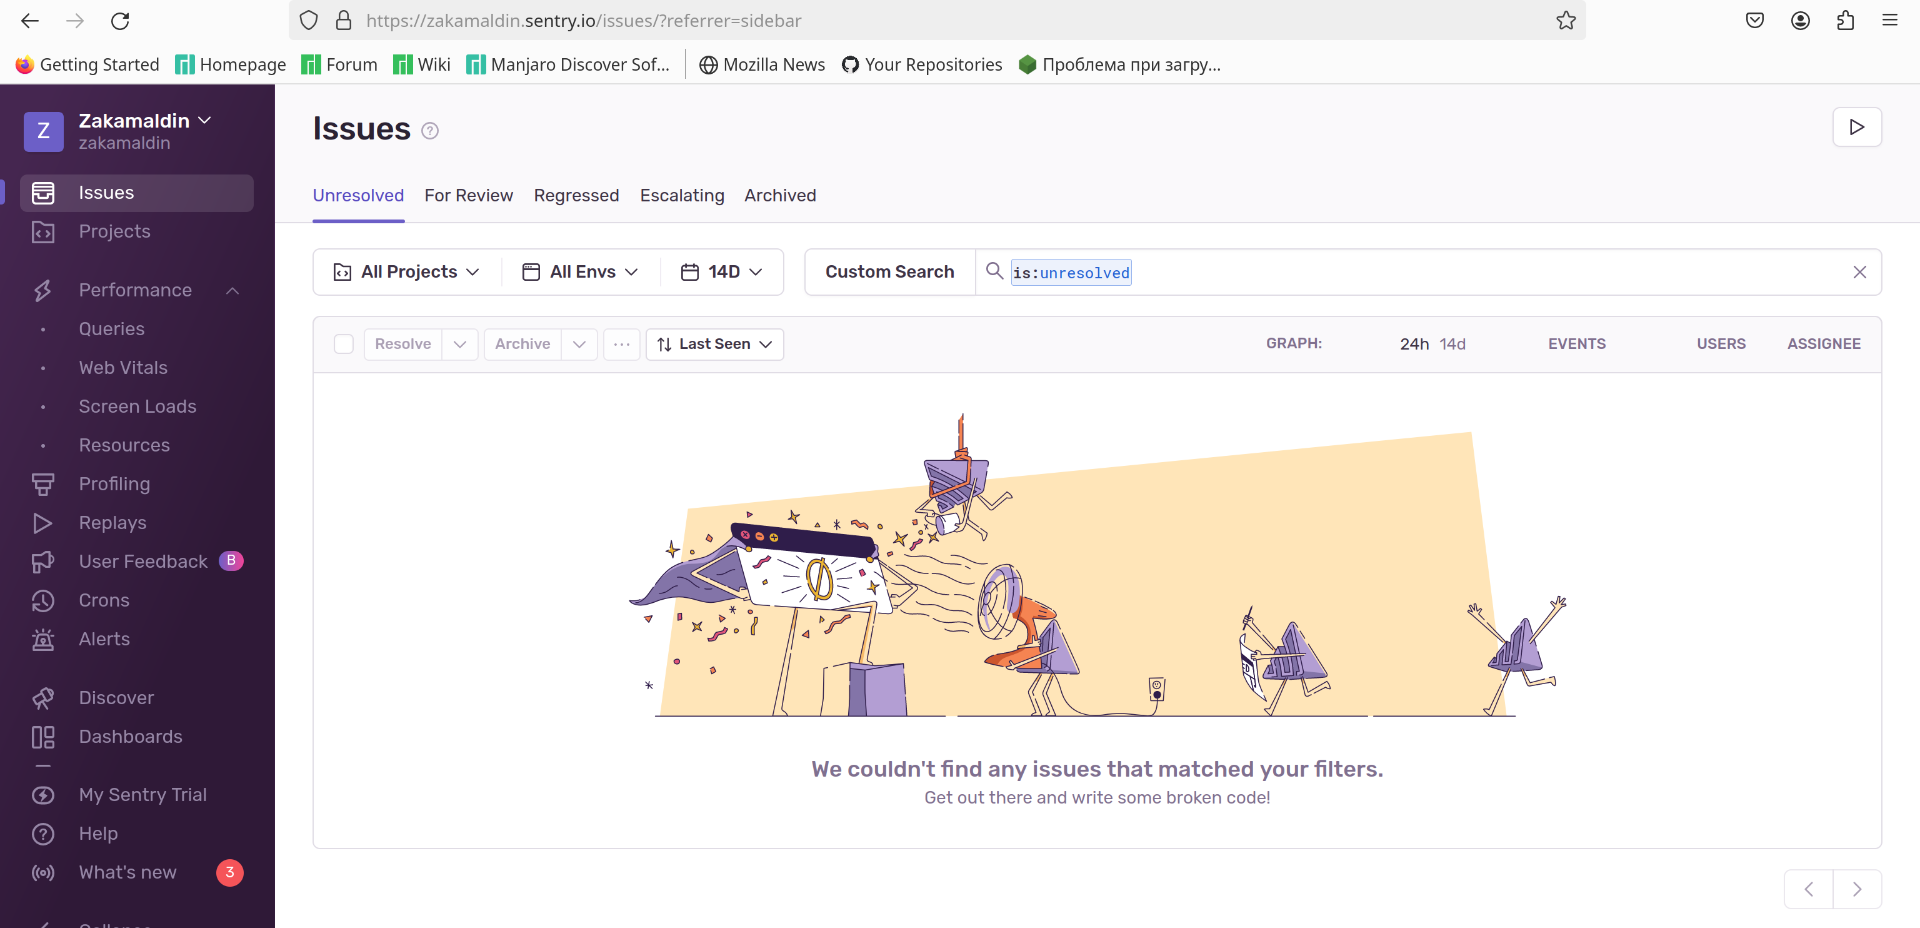 https://zakamaldin.sentry.io/issues/?referrer=sidebar
Getting Started Homepage Forum Wiki Manjaro Discover Sof... Mozilla News Your Repositories Проблема при загру...
Z
Zakamaldin
zakamaldin
Issues
Projects
Performance
Queries
Web Vitals
Screen Loads
Resources
Profiling
Replays
User Feedback B
Crons
Alerts
Discover
Dashboards
My Sentry Trial
Help
What's new 3
Issues ?
Unresolved For Review Regressed Escalating Archived
All Projects All Envs 14D Custom Search is:unresolved
Resolve Archive ... Last Seen GRAPH: 24h 14d EVENTS USERS ASSIGNEE
We couldn't find any issues that matched your filters.
Get out there and write some broken code!